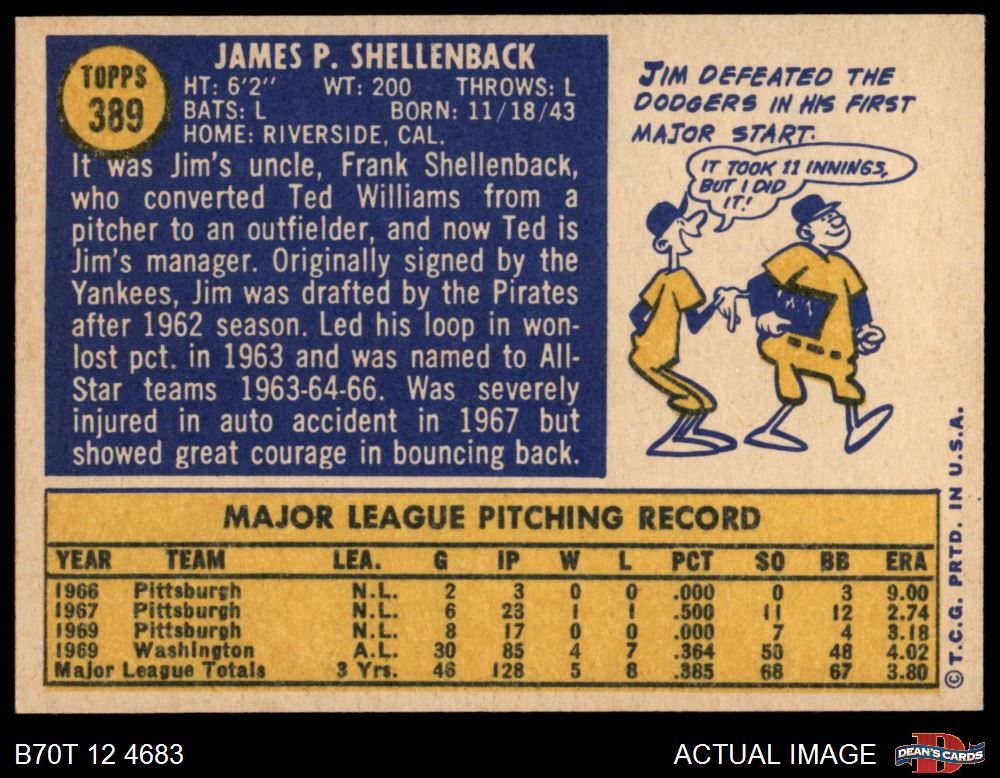 TOPPS
389
JAMES P. SHELLENBACK
HT: 6'2" WT: 200 THROWS: L
BATS: L BORN: 11/18/43
HOME: RIVERSIDE, CAL.
It was Jim's uncle, Frank Shellenback,
who converted Ted Williams from a
pitcher to an outfielder, and now Ted is
Jim's manager. Originally signed by the
Yankees, Jim was drafted by the Pirates
after 1962 season. Led his loop in won-
lost pct. in 1963 and was named to All-
Star teams 1963-64-66. Was severely
injured in auto accident in 1967 but
showed great courage in bouncing back.
JIM DEFEATED THE
DODGERS IN HIS FIRST
MAJOR START.
IT TOOK 11 INNINGS,
BUT I DID
IT!
MAJOR LEAGUE PITCHING RECORD
YEAR TEAM LEA. G IP W L PCT SO BB ERA
1966 Pittsburgh N.L. 2 3 0 0 .000 0 3 9.00
1967 Pittsburgh N.L. 6 23 1 1 .500 11 12 2.74
1969 Pittsburgh N.L. 8 17 0 0 .000 7 4 3.18
1969 Washington A.L. 30 85 4 7 .364 50 48 4.02
Major League Totals 3 Yrs. 46 128 5 8 .385 68 67 3.80
© T.C.G. PRTD. IN U.S.A.
B70T 12 4683
ACTUAL IMAGE
DEAN'S CARDS